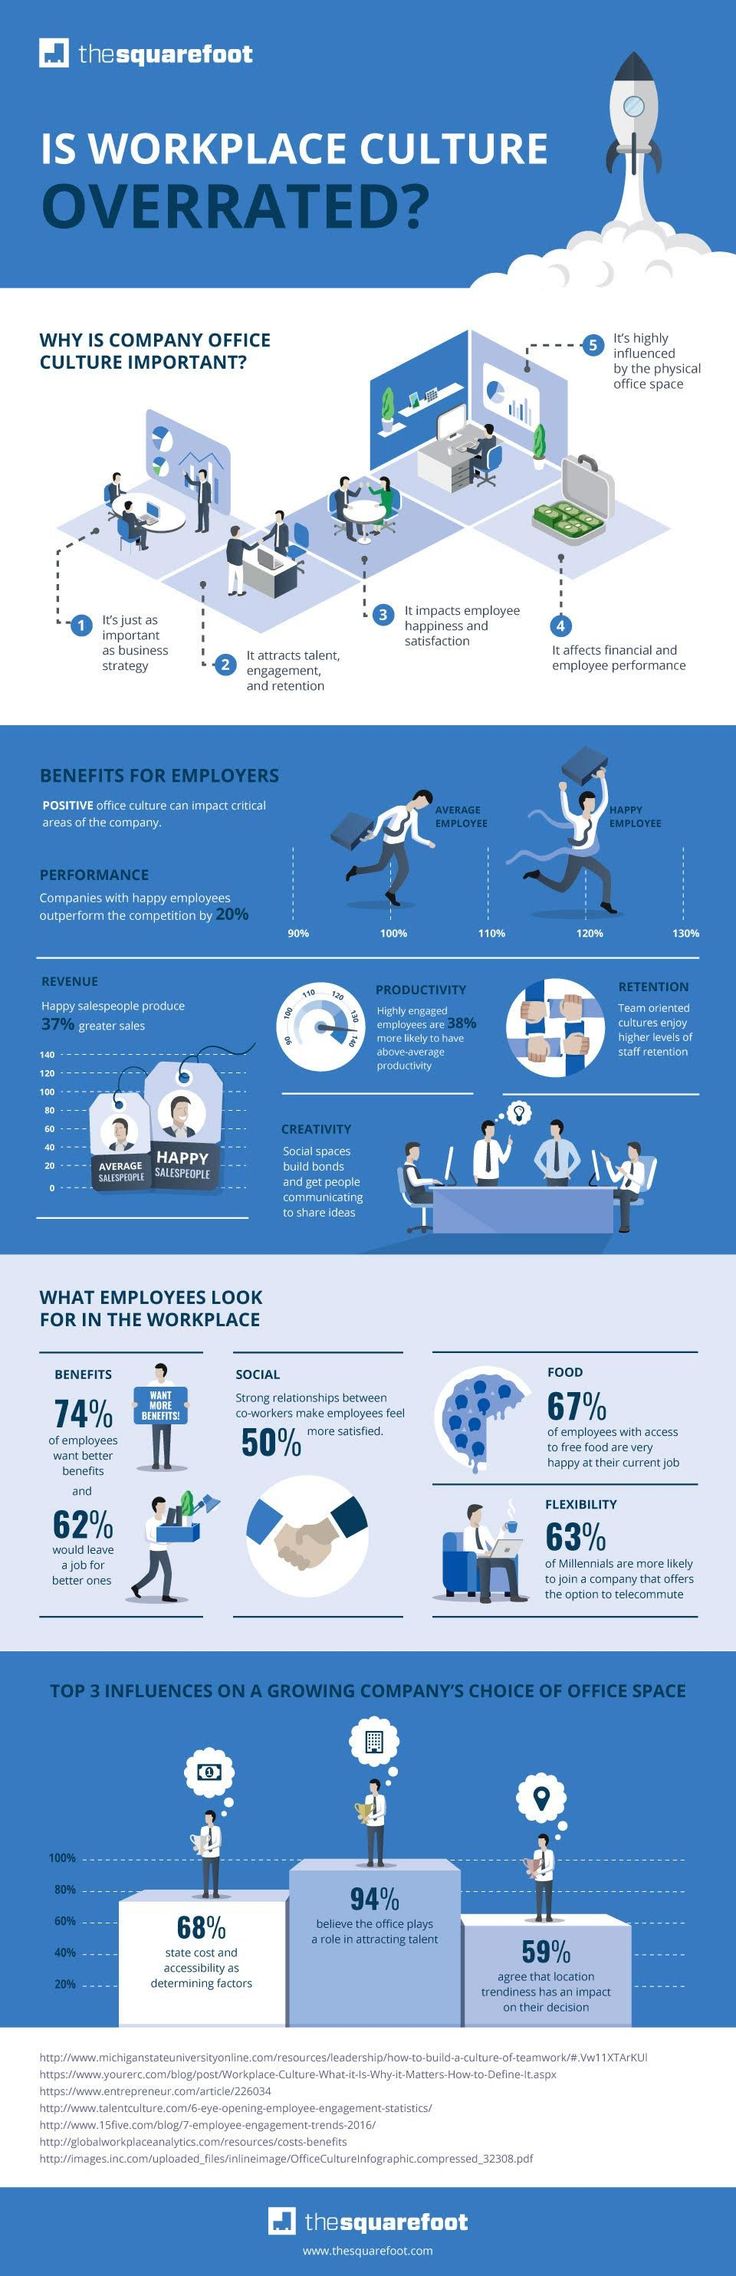 thesquarefoot
IS WORKPLACE CULTURE
OVERRATED?
WHY IS COMPANY OFFICE
CULTURE IMPORTANT?
5
It's highly
influenced
by the physical
office space
1
It's just as
important
as business
strategy
2
It attracts talent,
engagement,
and retention
3
It impacts employee
happiness and
satisfaction
4
It affects financial and
employee performance
BENEFITS FOR EMPLOYERS
POSITIVE office culture can impact critical
areas of the company.
PERFORMANCE
Companies with happy employees
outperform the competition by 20%
AVERAGE
EMPLOYEE
HAPPY
EMPLOYEE
90% 100% 110% 120% 130%
REVENUE
Happy salespeople produce
37% greater sales
140
120
100
80
60
40
20
0
AVERAGE
SALESPEOPLE
HAPPY
SALESPEOPLE
90 100 110 120 130 140
PRODUCTIVITY
Highly engaged
employees are 38%
more likely to have
above-average
productivity
RETENTION
Team oriented
cultures enjoy
higher levels of
staff retention
CREATIVITY
Social spaces
build bonds
and get people
communicating
to share ideas
WHAT EMPLOYEES LOOK
FOR IN THE WORKPLACE
BENEFITS
74%
of employees
want better
benefits
and
62%
would leave
a job for
better ones
WANT
MORE
BENEFITS!
SOCIAL
Strong relationships between
co-workers make employees feel
50% more satisfied.
FOOD
67%
of employees with access
to free food are very
happy at their current job
FLEXIBILITY
63%
of Millennials are more likely
to join a company that offers
the option to telecommute
TOP 3 INFLUENCES ON A GROWING COMPANY'S CHOICE OF OFFICE SPACE
1
100%
80%
60%
40%
20%
68%
state cost and
accessibility as
determining factors
94%
believe the office plays
a role in attracting talent
59%
agree that location
trendiness has an impact
on their decision
http://www.michiganstateuniversityonline.com/resources/leadership/how-to-build-a-culture-of-teamwork/#.Vw11XTArKUl
https://www.yourerc.com/blog/post/Workplace-Culture-What-it-Is-Why-it-Matters-How-to-Define-It.aspx
https://www.entrepreneur.com/article/226034
http://www.talentculture.com/6-eye-opening-employee-engagement-statistics/
http://www.15five.com/blog/7-employee-engagement-trends-2016/
http://globalworkplaceanalytics.com/resources/costs-benefits
http://images.inc.com/uploaded_files/inlineimage/OfficeCultureInfographic.compressed_32308.pdf
thesquarefoot
www.thesquarefoot.com